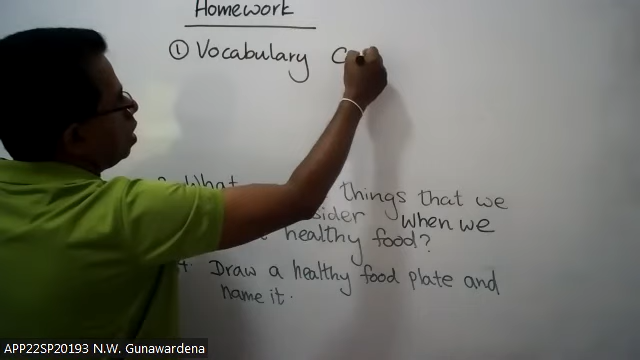 Homework
① Vocabulary
What things that we
sider when we
healthy food?
4. Draw a healthy food plate and
name it.
APP22SP20193 N.W. Gunawardena